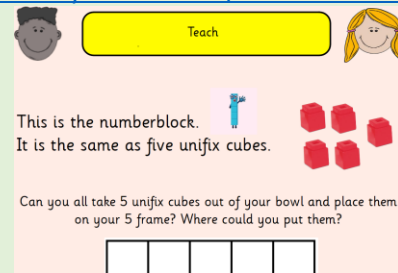 Teach
This is the numberblock.
It is the same as five unifix cubes.
Can you all take 5 unifix cubes out of your bowl and place them
on your 5 frame? Where could you put them?